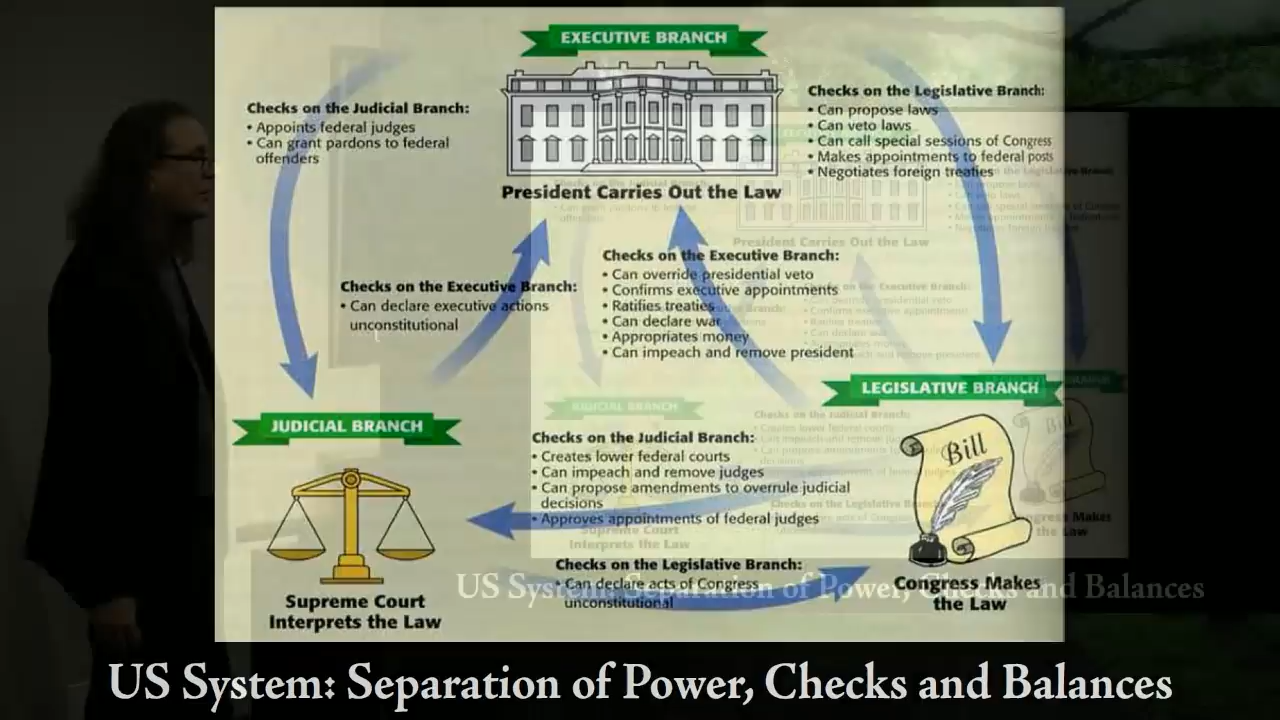 EXECUTIVE BRANCH
Checks on the Judicial Branch:
• Appoints federal judges
• Can grant pardons to federal
offenders
Checks on the Legislative Branch:
• Can propose laws
• Can veto laws
• Can call special sessions of Congress
• Makes appointments to federal posts
• Negotiates foreign treaties
President Carries Out the Law
Checks on the Executive Branch:
• Can declare executive actions
unconstitutional
Checks on the Executive Branch:
• Can override presidential veto
• Confirms executive appointments
• Ratifies treaties
• Can declare war
• Appropriates money
• Can impeach and remove president
JUDICIAL BRANCH
LEGISLATIVE BRANCH
Checks on the Judicial Branch:
• Creates lower federal courts
• Can impeach and remove judges
• Can propose amendments to overrule judicial
decisions
• Approves appointments of federal judges
Bill
Supreme Court
Interprets the Law
Checks on the Legislative Branch:
• Can declare acts of Congress
unconstitutional
Congress Makes
the Law
US System: Separation of Power, Checks and Balances
US System: Separation of Power, Checks and Balances